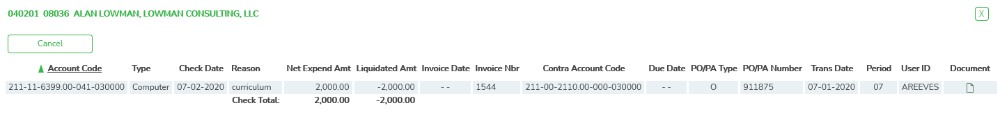 040201 08036 ALAN LOWMAN, LOWMAN CONSULTING, LLC
X
Cancel
Account Code Type Check Date Reason Net Expend Amt Liquidated Amt Invoice Date Invoice Nbr Contra Account Code Due Date PO/PA Type PO/PA Number Trans Date Period User ID Document
211-11-6399.00-041-030000 Computer 07-02-2020 curriculum 2,000.00 -2,000.00 - - 1544 211-00-2110.00-000-030000 - - O 911875 07-01-2020 07 AREEVES
Check Total: 2,000.00 -2,000.00